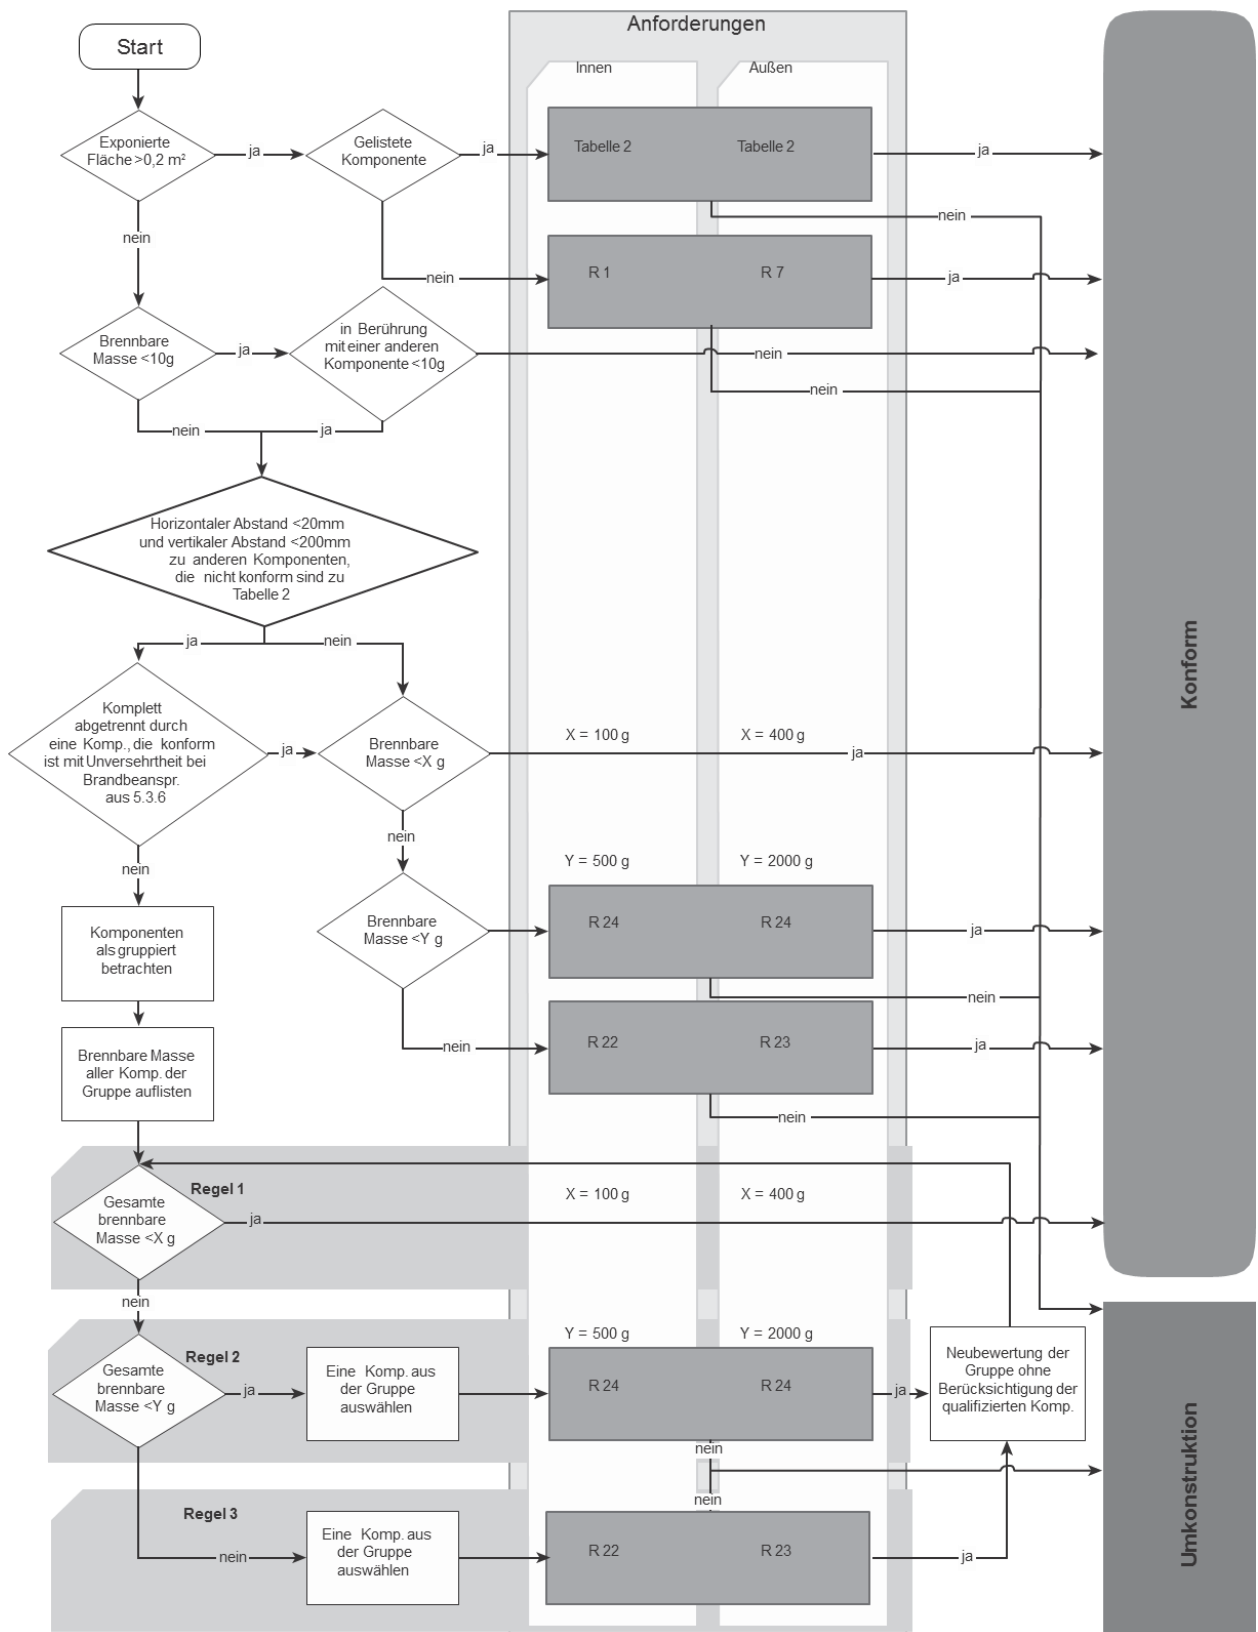 Anforderungen
Start
Innen
Außen
Exponierte
Fläche >0,2 m²
ja
Gelistete
Komponente
ja
Tabelle 2
Tabelle 2
ja
nein
nein
nein
R 1
R 7
ja
Brennbare
Masse <10g
ja
in Berührung
mit einer anderen
Komponente <10g
nein
nein
nein
ja
Horizontaler Abstand <20mm
und vertikaler Abstand <200mm
zu anderen Komponenten,
die nicht konform sind zu
Tabelle 2
ja
nein
Komplett
abgetrennt durch
eine Komp., die konform
ist mit Unversehrtheit bei
Brandbeanspr.
aus 5.3.6
ja
Brennbare
Masse <X g
X = 100 g
X = 400 g
ja
nein
nein
Y = 500 g
Y = 2000 g
Komponenten
als gruppiert
betrachten
Brennbare
Masse <Y g
R 24
R 24
ja
nein
Brennbare Masse
aller Komp. der
Gruppe auflisten
nein
R 22
R 23
ja
nein
Regel 1
Gesamte
brennbare
Masse <X g
ja
X = 100 g
X = 400 g
nein
Regel 2
Gesamte
brennbare
Masse <Y g
ja
Eine Komp. aus
der Gruppe
auswählen
Y = 500 g
Y = 2000 g
R 24
R 24
ja
Neubewertung der
Gruppe ohne
Berücksichtigung der
qualifizierten Komp.
nein
nein
Regel 3
nein
Eine Komp. aus
der Gruppe
auswählen
R 22
R 23
ja
Konform
Umkonstruktion